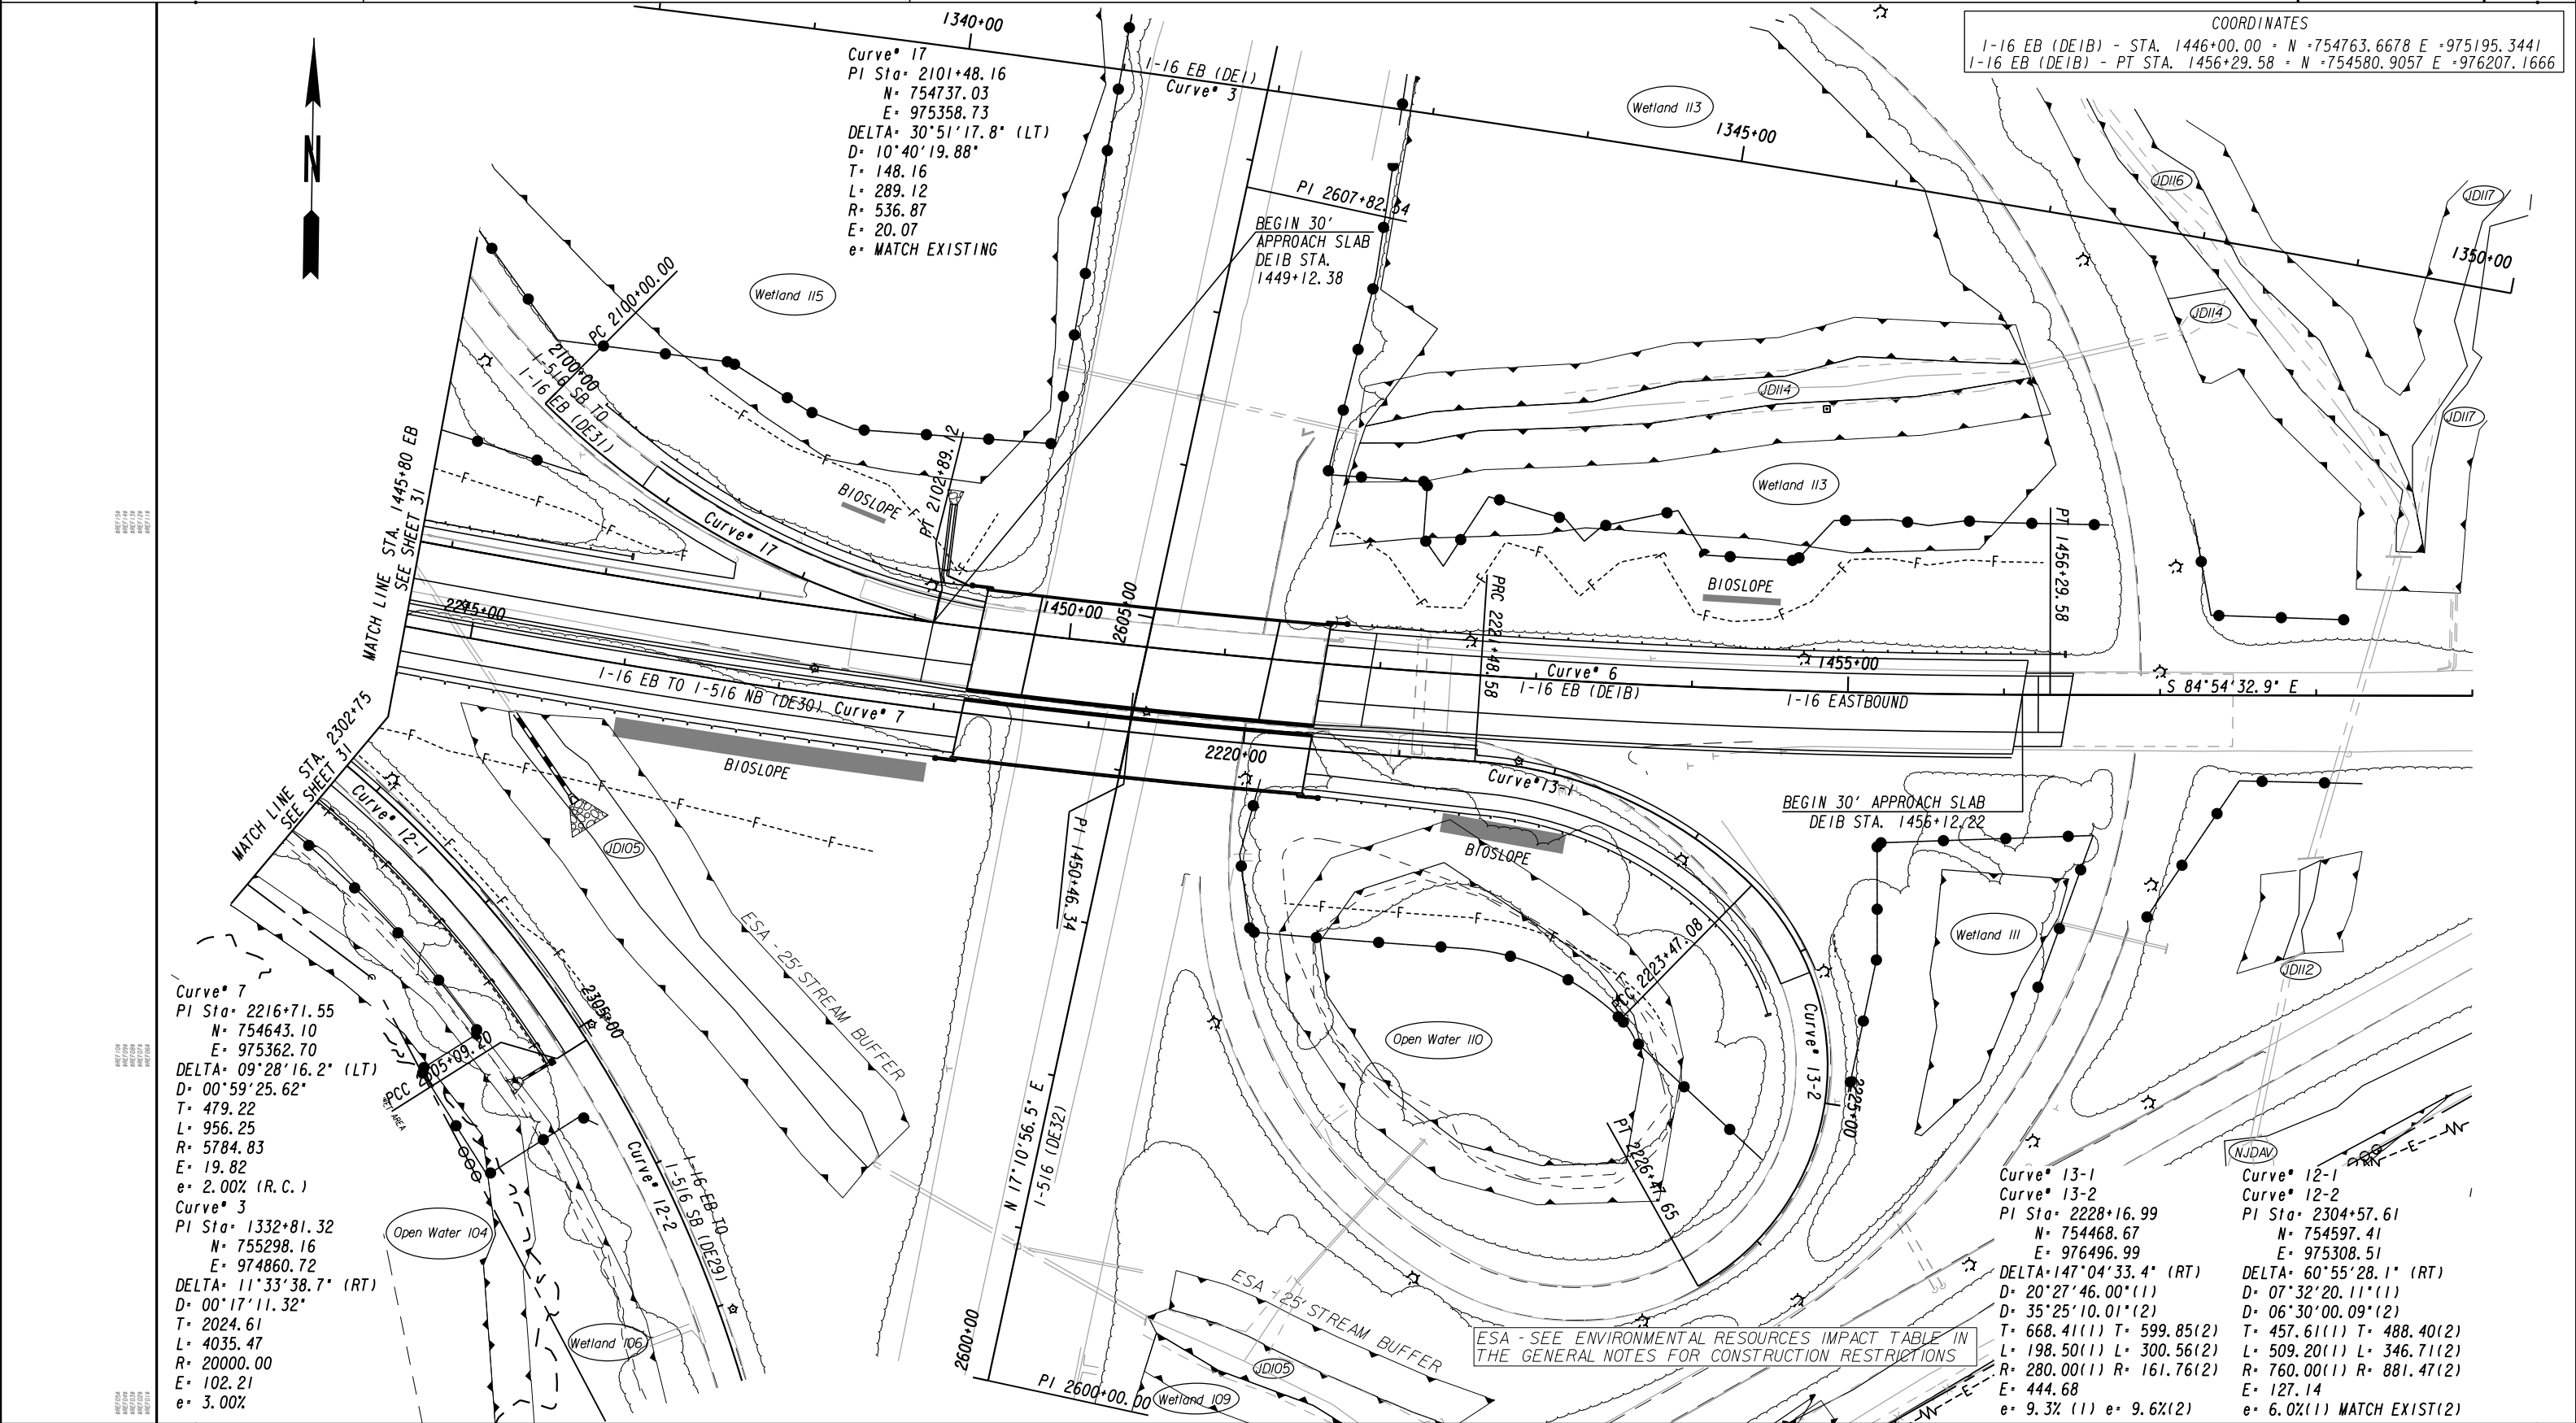 COORDINATES
I-16 EB (DEIB) - STA. 1446+00.00 = N =754763.6678 E =975195.3441
I-16 EB (DEIB) - PT STA. 1456+29.58 = N =754580.9057 E =976207.1666
N
Curve# 17
PI Sta= 2101+48.16
N= 754737.03
E= 975358.73
DELTA= 30°51'17.8" (LT)
D= 10°40'19.88"
T= 148.16
L= 289.12
R= 536.87
E= 20.07
e= MATCH EXISTING
1340+00
I-16 EB (DE1)
Curve# 3
Wetland 113
1345+00
1350+00
JD116
JD117
JD114
JD117
PI 2607+82.54
BEGIN 30'
APPROACH SLAB
DEIB STA.
1449+12.38
Wetland 115
PC 2100+00.00
2100+00
I-516 SB TO
I-16 EB (DE31)
JD114
Wetland 113
MATCH LINE STA. 1445+80 EB
SEE SHEET 31
F
F
F
F
F
BIOSLOPE
PT 2102+89.12
F
Curve# 17
F
F
F
F
F
F
F
F
F
BIOSLOPE
PRC 2221+48.58
PT 1456+29.58
2215+00
1450+00
2605+00
1455+00
Curve# 6
I-16 EB (DEIB)
I-16 EASTBOUND
S 84°54'32.9" E
I-16 EB TO I-516 NB (DE30) Curve# 7
2220+00
MATCH LINE STA. 2302+75
SEE SHEET 31
F
F
F
F
F
BIOSLOPE
Curve# 13-1
BIOSLOPE
BEGIN 30' APPROACH SLAB
DEIB STA. 1456+12.22
Curve# 12-1
JD105
PI 1450+46.34
ESA - 25' STREAM BUFFER
F
F
F
F
F
PCC 2223+47.08
Wetland 111
JD112
Open Water 110
Curve# 13-2
2225+00
2305+00
PCC 2305+09.20
WET AREA
F
F
PT 2226+47.65
N 17°10'56.5" E
I-516 (DE32)
Curve# 12-2
I-16 EB TO
I-516 SB (DE29)
Open Water 104
Wetland 106
2600+00
PI 2600+00.00
Wetland 109
JD105
ESA - 25' STREAM BUFFER
ESA - SEE ENVIRONMENTAL RESOURCES IMPACT TABLE IN
THE GENERAL NOTES FOR CONSTRUCTION RESTRICTIONS
NJDAV
E
E
Curve# 7
PI Sta= 2216+71.55
N= 754643.10
E= 975362.70
DELTA= 09°28'16.2" (LT)
D= 00°59'25.62"
T= 479.22
L= 956.25
R= 5784.83
E= 19.82
e= 2.00% (R.C.)
Curve# 3
PI Sta= 1332+81.32
N= 755298.16
E= 974860.72
DELTA= 11°33'38.7" (RT)
D= 00°17'11.32"
T= 2024.61
L= 4035.47
R= 20000.00
E= 102.21
e= 3.00%
Curve# 13-1
Curve# 13-2
PI Sta= 2228+16.99
N= 754468.67
E= 976496.99
DELTA=147°04'33.4" (RT)
D= 20°27'46.00"(1)
D= 35°25'10.01"(2)
T= 668.41(1) T= 599.85(2)
L= 198.50(1) L= 300.56(2)
R= 280.00(1) R= 161.76(2)
E= 444.68
e= 9.3% (1) e= 9.6%(2)
Curve# 12-1
Curve# 12-2
PI Sta= 2304+57.61
N= 754597.41
E= 975308.51
DELTA= 60°55'28.1" (RT)
D= 07°32'20.11"(1)
D= 06°30'00.09"(2)
T= 457.61(1) T= 488.40(2)
L= 509.20(1) L= 346.71(2)
R= 760.00(1) R= 881.47(2)
E= 127.14
e= 6.0%(1) MATCH EXIST(2)